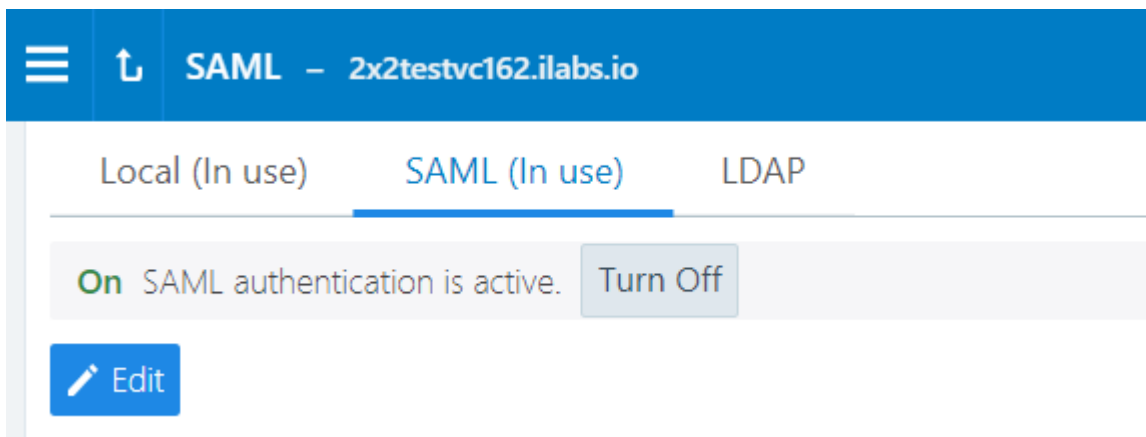 SAML – 2x2testvc162.ilabs.io
Local (In use) SAML (In use) LDAP
On SAML authentication is active. Turn Off
Edit